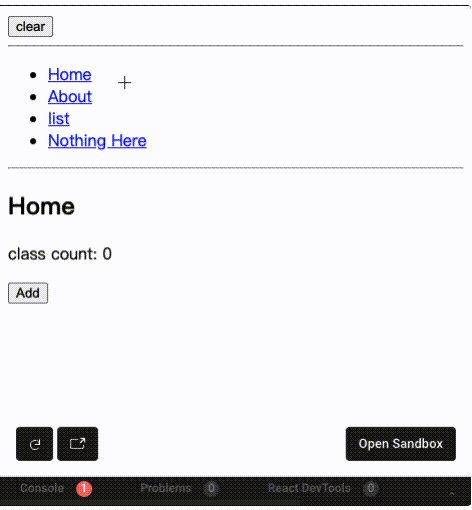 clear
Home
About
list
Nothing Here
Home
class count: 0
Add
Open Sandbox
Console 1 Problems 0 React DevTools 0